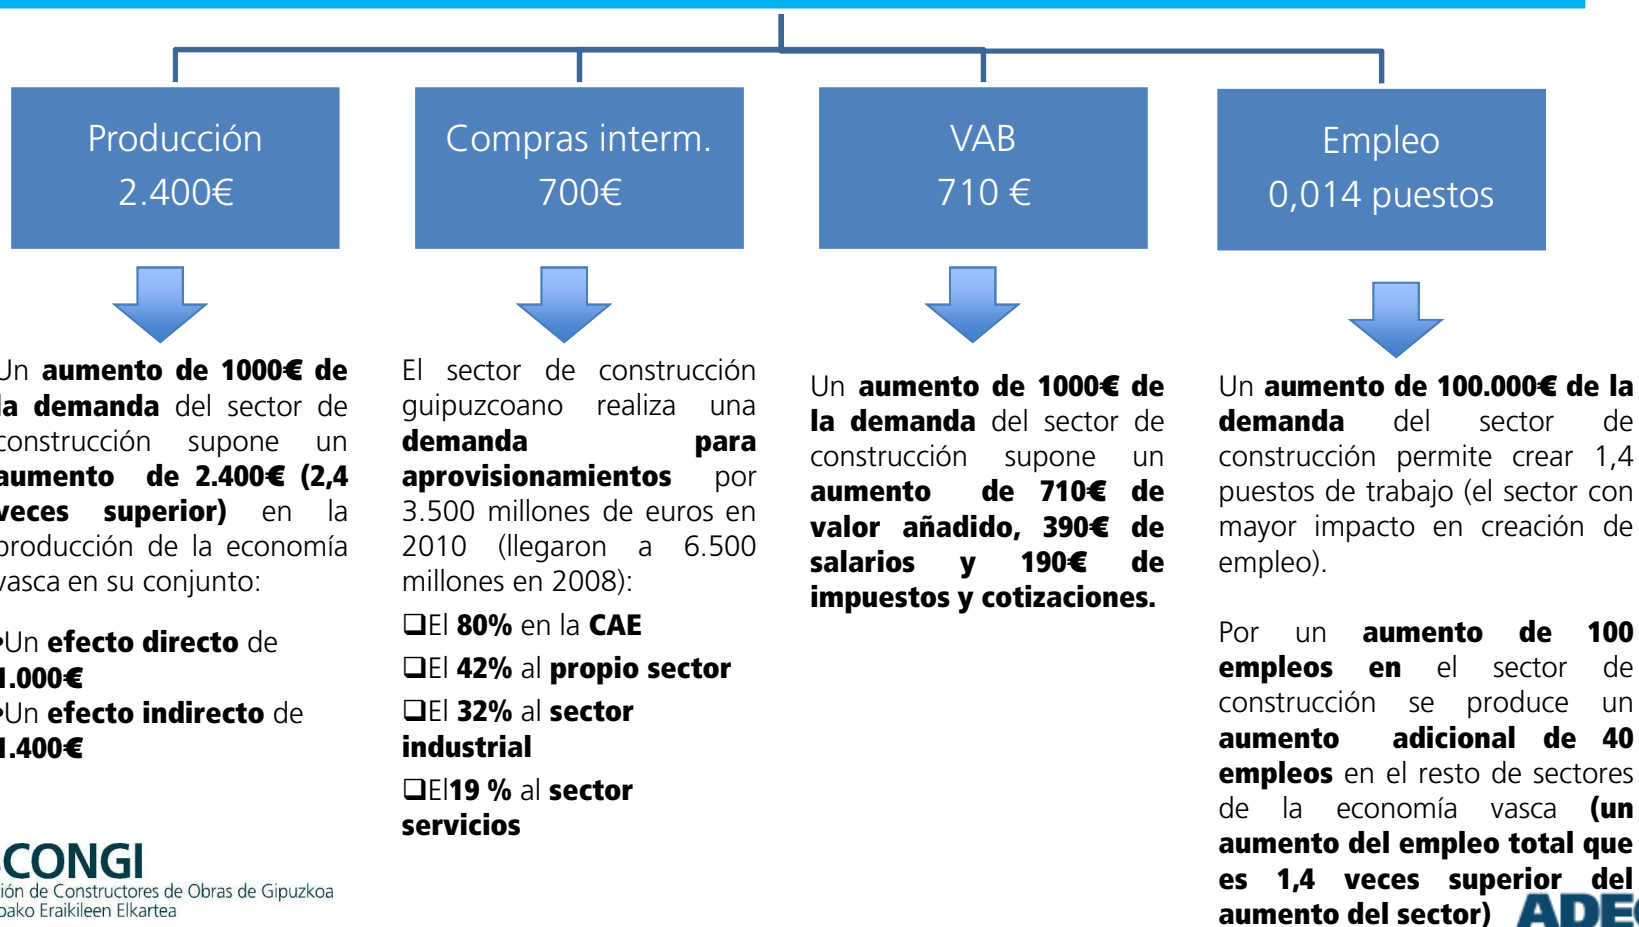 Producción
2.400€
Compras interm.
700€
VAB
710 €
Empleo
0,014 puestos
Un aumento de 1000€ de
la demanda del sector de
construcción supone un
aumento de 2.400€ (2,4
veces superior) en la
producción de la economía
vasca en su conjunto:
•Un efecto directo de
1.000€
•Un efecto indirecto de
1.400€
El sector de construcción
guipuzcoano realiza una
demanda para
aprovisionamientos por
3.500 millones de euros en
2010 (llegaron a 6.500
millones en 2008):
❑El 80% en la CAE
❑El 42% al propio sector
❑El 32% al sector
industrial
❑El19 % al sector
servicios
Un aumento de 1000€ de
la demanda del sector de
construcción supone un
aumento de 710€ de
valor añadido, 390€ de
salarios y 190€ de
impuestos y cotizaciones.
Un aumento de 100.000€ de la
demanda del sector de
construcción permite crear 1,4
puestos de trabajo (el sector con
mayor impacto en creación de
empleo).
Por un aumento de 100
empleos en el sector de
construcción se produce un
aumento adicional de 40
empleos en el resto de sectores
de la economía vasca (un
aumento del empleo total que
es 1,4 veces superior del
aumento del sector)
CONGI
ión de Constructores de Obras de Gipuzkoa
oako Eraikileen Elkartea
ADE